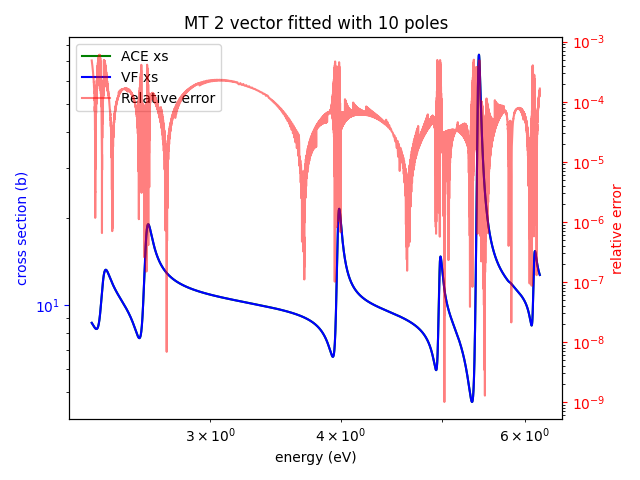 MT 2 vector fitted with 10 poles
ACE xs
VF xs
Relative error
cross section (b)
10¹
10⁻³
10⁻⁴
10⁻⁵
10⁻⁶
10⁻⁷
10⁻⁸
10⁻⁹
relative error
3 × 10⁰ 4 × 10⁰ 6 × 10⁰
energy (eV)